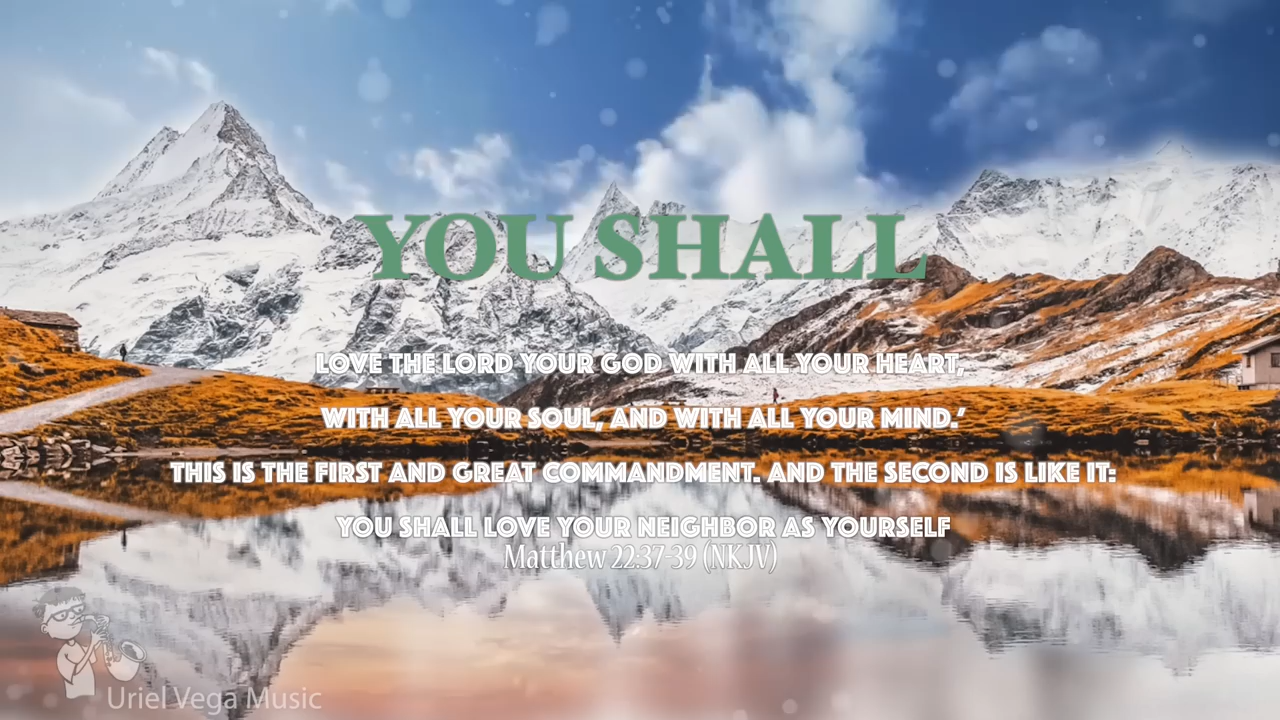 YOU SHALL
LOVE THE LORD YOUR GOD WITH ALL YOUR HEART,
WITH ALL YOUR SOUL, AND WITH ALL YOUR MIND.’
THIS IS THE FIRST AND GREAT COMMANDMENT. AND THE SECOND IS LIKE IT:
YOU SHALL LOVE YOUR NEIGHBOR AS YOURSELF
Matthew 22:37-39 (NKJV)
Uriel Vega Music